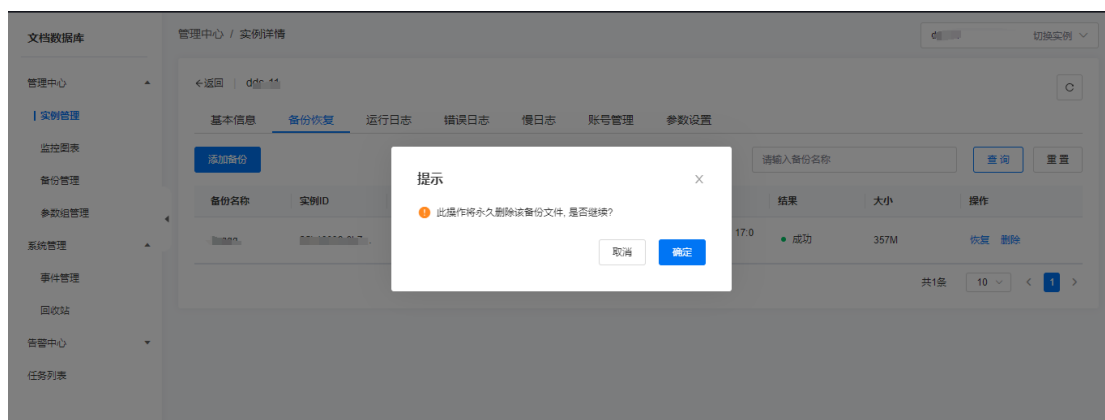 文档数据库
管理中心 / 实例详情
切换实例
管理中心
实例管理
监控图表
备份管理
参数组管理
系统管理
事件管理
回收站
告警中心
任务列表
←返回
基本信息 备份恢复 运行日志 错误日志 慢日志 账号管理 参数设置
添加备份
请输入备份名称
查询 重置
备份名称 实例ID 结果 大小 操作
17:0 成功 357M 恢复 删除
共1条 10 < 1 >
提示
此操作将永久删除该备份文件, 是否继续?
取消 确定